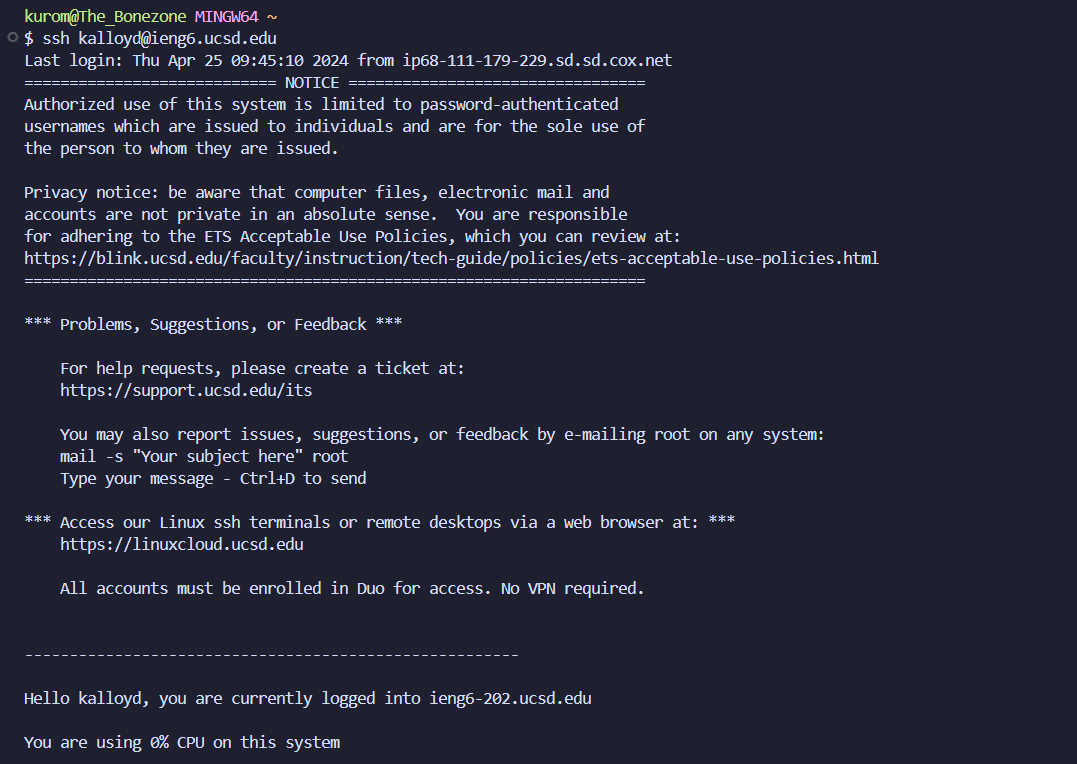 kurom@The_Bonezone MINGW64 ~
$ ssh kalloyd@ieng6.ucsd.edu
Last login: Thu Apr 25 09:45:10 2024 from ip68-111-179-229.sd.sd.cox.net
============================ NOTICE =================================
Authorized use of this system is limited to password-authenticated
usernames which are issued to individuals and are for the sole use of
the person to whom they are issued.

Privacy notice: be aware that computer files, electronic mail and
accounts are not private in an absolute sense.  You are responsible
for adhering to the ETS Acceptable Use Policies, which you can review at:
https://blink.ucsd.edu/faculty/instruction/tech-guide/policies/ets-acceptable-use-policies.html
=====================================================================

*** Problems, Suggestions, or Feedback ***

    For help requests, please create a ticket at:
    https://support.ucsd.edu/its

    You may also report issues, suggestions, or feedback by e-mailing root on any system:
    mail -s "Your subject here" root
    Type your message - Ctrl+D to send

*** Access our Linux ssh terminals or remote desktops via a web browser at: ***
    https://linuxcloud.ucsd.edu

    All accounts must be enrolled in Duo for access. No VPN required.


-------------------------------------------------------

Hello kalloyd, you are currently logged into ieng6-202.ucsd.edu

You are using 0% CPU on this system